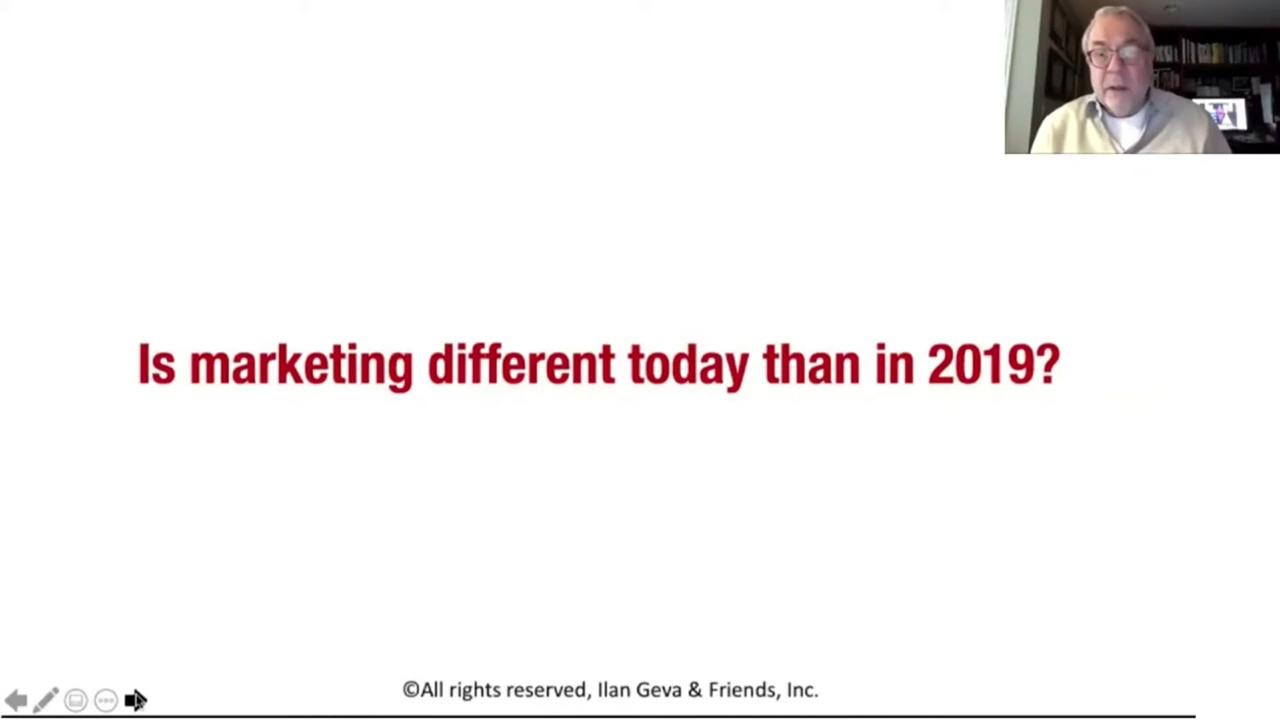 Is marketing different today than in 2019?
©All rights reserved, Ilan Geva & Friends, Inc.